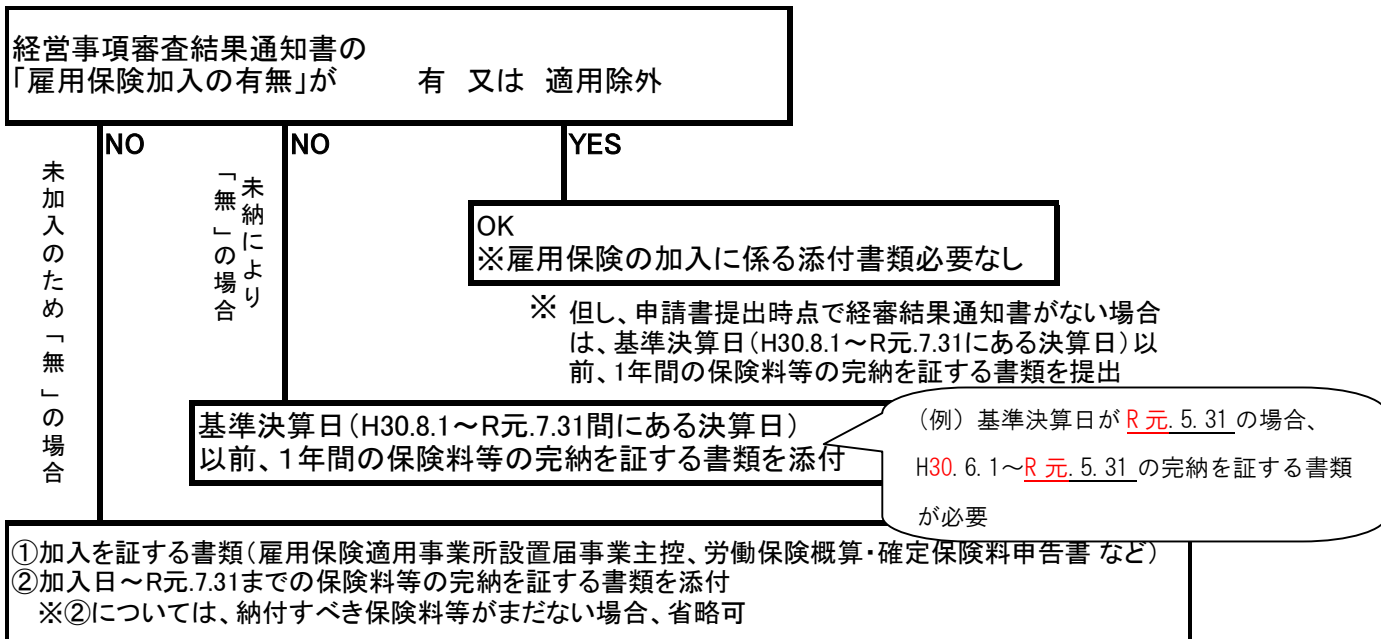 経営事項審査結果通知書の
「雇用保険加入の有無」が　　有　又は　適用除外
NO
NO
YES
未加入のため「無」の場合
未納により
「無」の場合
OK
※雇用保険の加入に係る添付書類必要なし
※ 但し、申請書提出時点で経審結果通知書がない場合
は、基準決算日(H30.8.1～R元.7.31にある決算日)以
前、1年間の保険料等の完納を証する書類を提出
基準決算日(H30.8.1～R元.7.31間にある決算日)
以前、1年間の保険料等の完納を証する書類を添付
(例)基準決算日が R元.5.31 の場合、
H30.6.1～R元.5.31 の完納を証する書類
が必要
①加入を証する書類(雇用保険適用事業所設置届事業主控、労働保険概算・確定保険料申告書 など)
②加入日～R元.7.31までの保険料等の完納を証する書類を添付
※②については、納付すべき保険料等がまだない場合、省略可